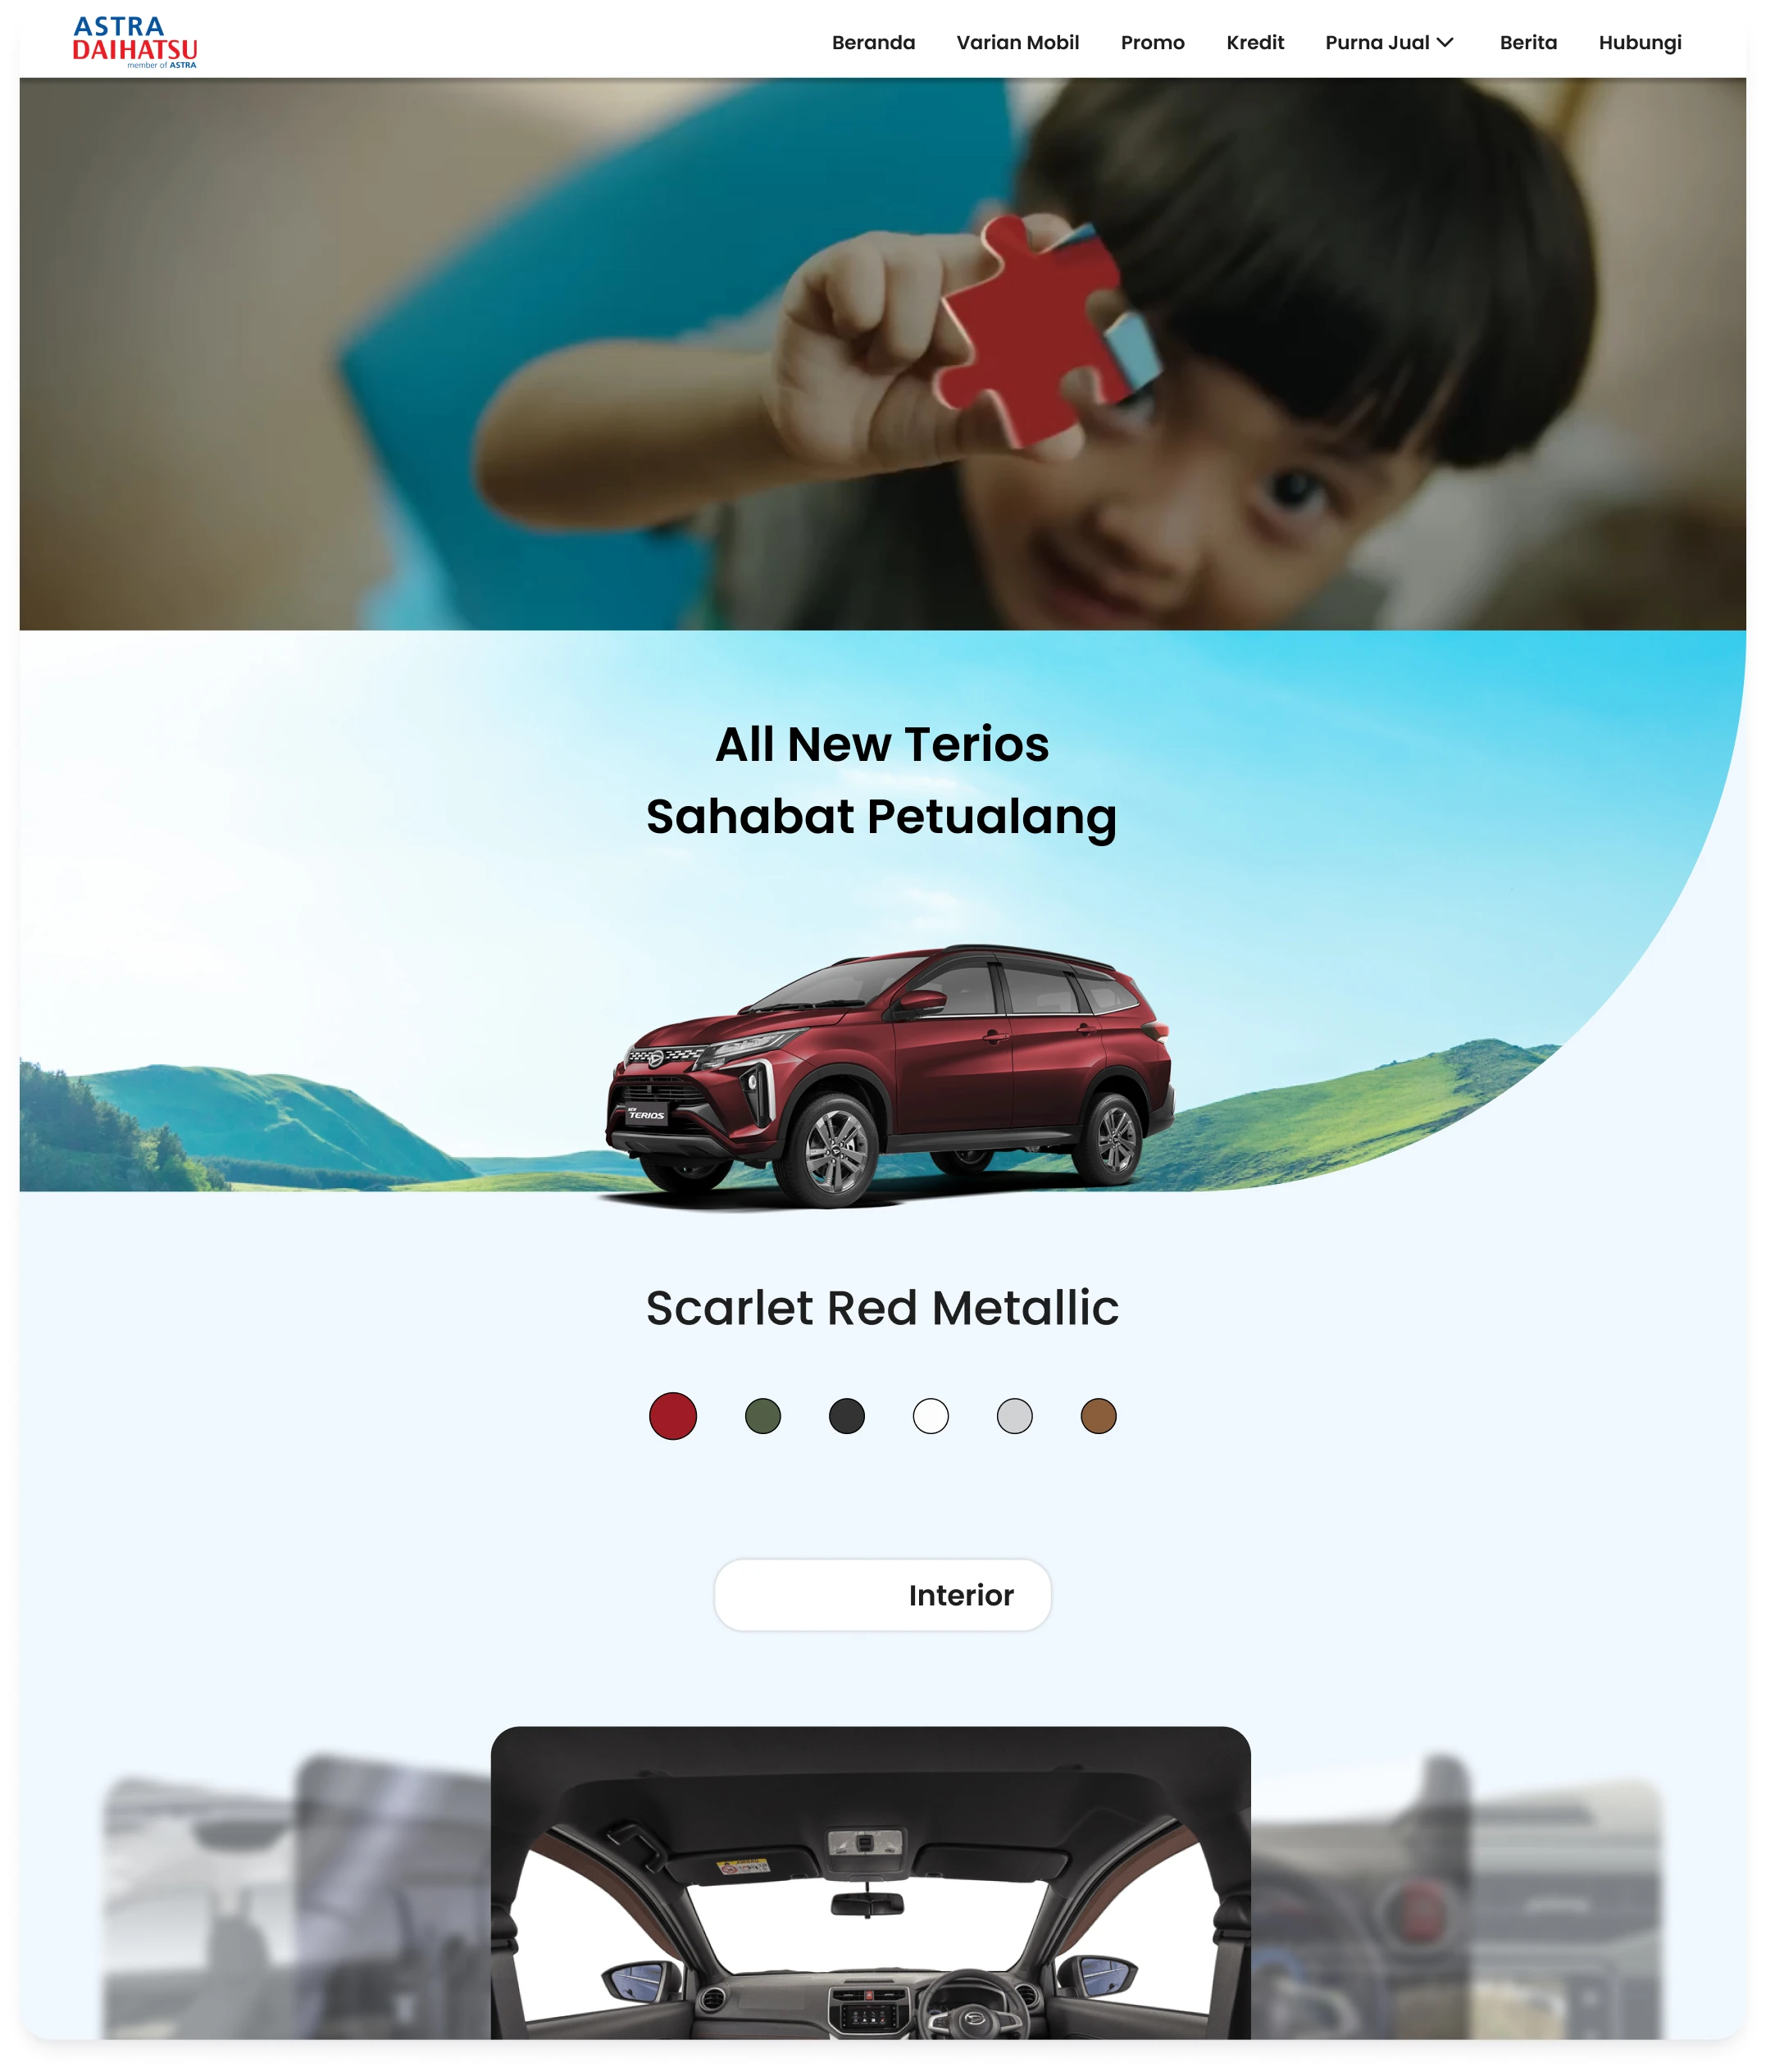 ASTRA
DAIHATSU
member of ASTRA
Beranda Varian Mobil Promo Kredit Purna Jual Berita Hubungi
All New Terios
Sahabat Petualang
NEW
TERIOS
Scarlet Red Metallic
Interior